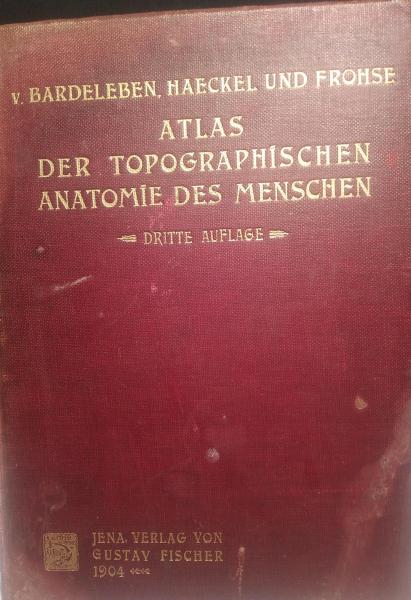 v. BARDELEBEN, HAECKEL UND FROHSE
ATLAS
DER TOPOGRAPHISCHEN
ANATOMIE DES MENSCHEN
DRITTE AUFLAGE
JENA, VERLAG VON
GUSTAV FISCHER
1904